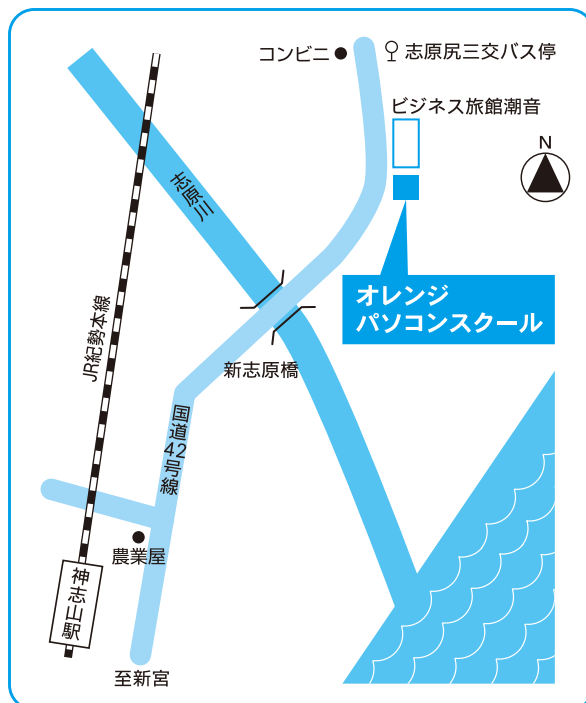 コンビニ
志原尻三交バス停
ビジネス旅館潮音
N
志原川
オレンジ
パソコンスクール
JR紀勢本線
新志原橋
国道42号線
農業屋
神志山駅
至新宮